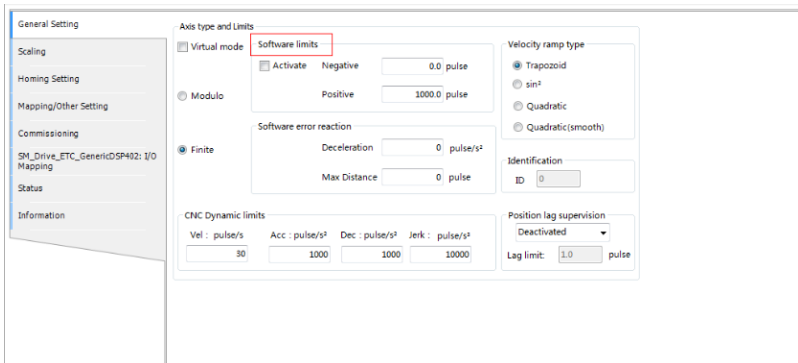 General Setting
Scaling
Homing Setting
Mapping/Other Setting
Commissioning
SM_Drive_ETC_GenericDSP402: I/O
Mapping
Status
Information
Axis type and Limits
Virtual mode
Modulo
Finite
Software limits
Activate Negative 0.0 pulse
Positive 1000.0 pulse
Software error reaction
Deceleration 0 pulse/s²
Max Distance 0 pulse
CNC Dynamic limits
Vel : pulse/s Acc : pulse/s² Dec : pulse/s² Jerk : pulse/s³
30 1000 1000 10000
Velocity ramp type
Trapozoid
sin²
Quadratic
Quadratic(smooth)
Identification
ID 0
Position lag supervision
Deactivated
Lag limit: 1.0 pulse